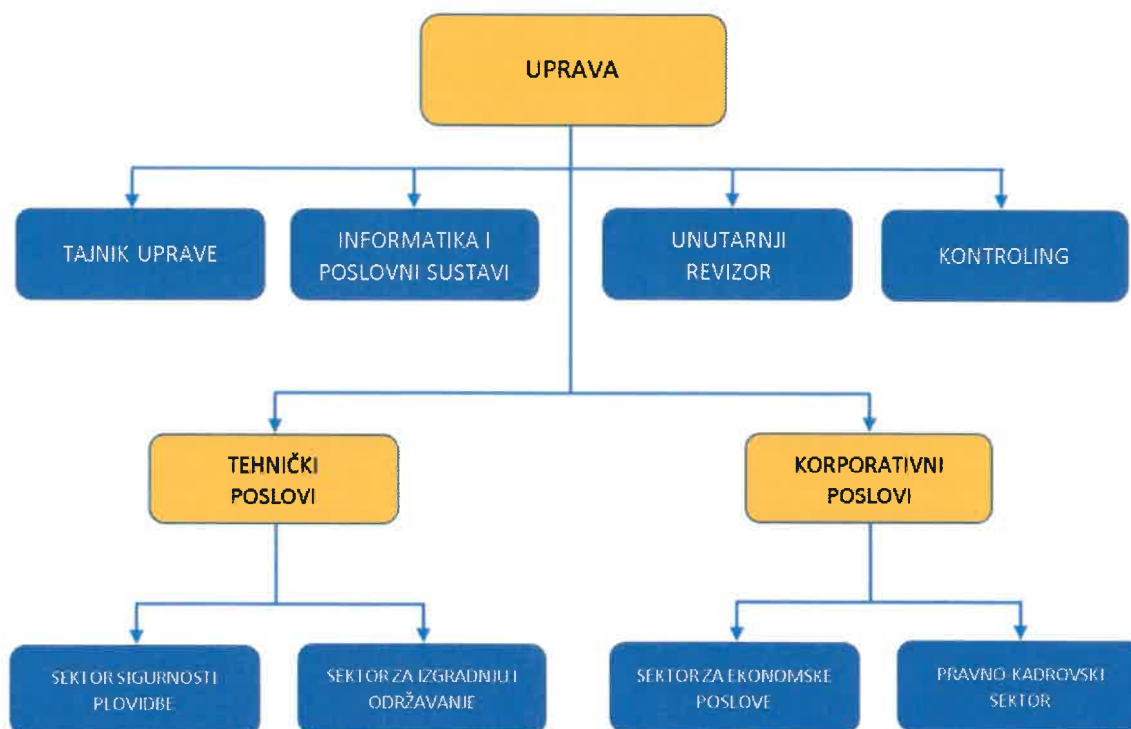 UPRAVA
TAJNIK UPRAVE
INFORMATIKA I
POSLOVNI SUSTAVI
UNUTARNJI
REVIZOR
KONTROLING
TEHNIČKI
POSLOVI
KORPORATIVNI
POSLOVI
SEKTOR SIGURNOSTI
PLOVIDBE
SEKTOR ZA IZGRADNJU I
ODRŽAVANJE
SEKTOR ZA EKONOMSKE
POSLOVE
PRAVNO-KADROVSKI
SEKTOR